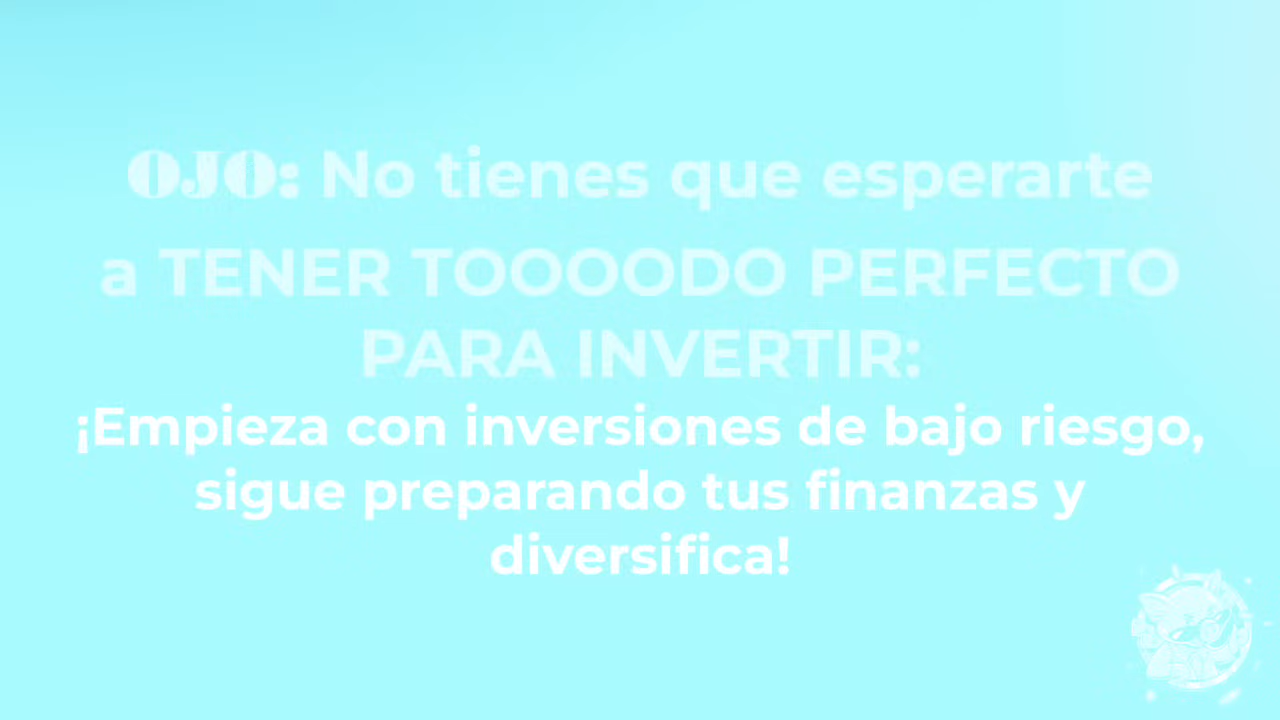 OJO: No tienes que esperarte
a TENER TOOOODO PERFECTO
PARA INVERTIR:
¡Empieza con inversiones de bajo riesgo,
sigue preparando tus finanzas y
diversifica!